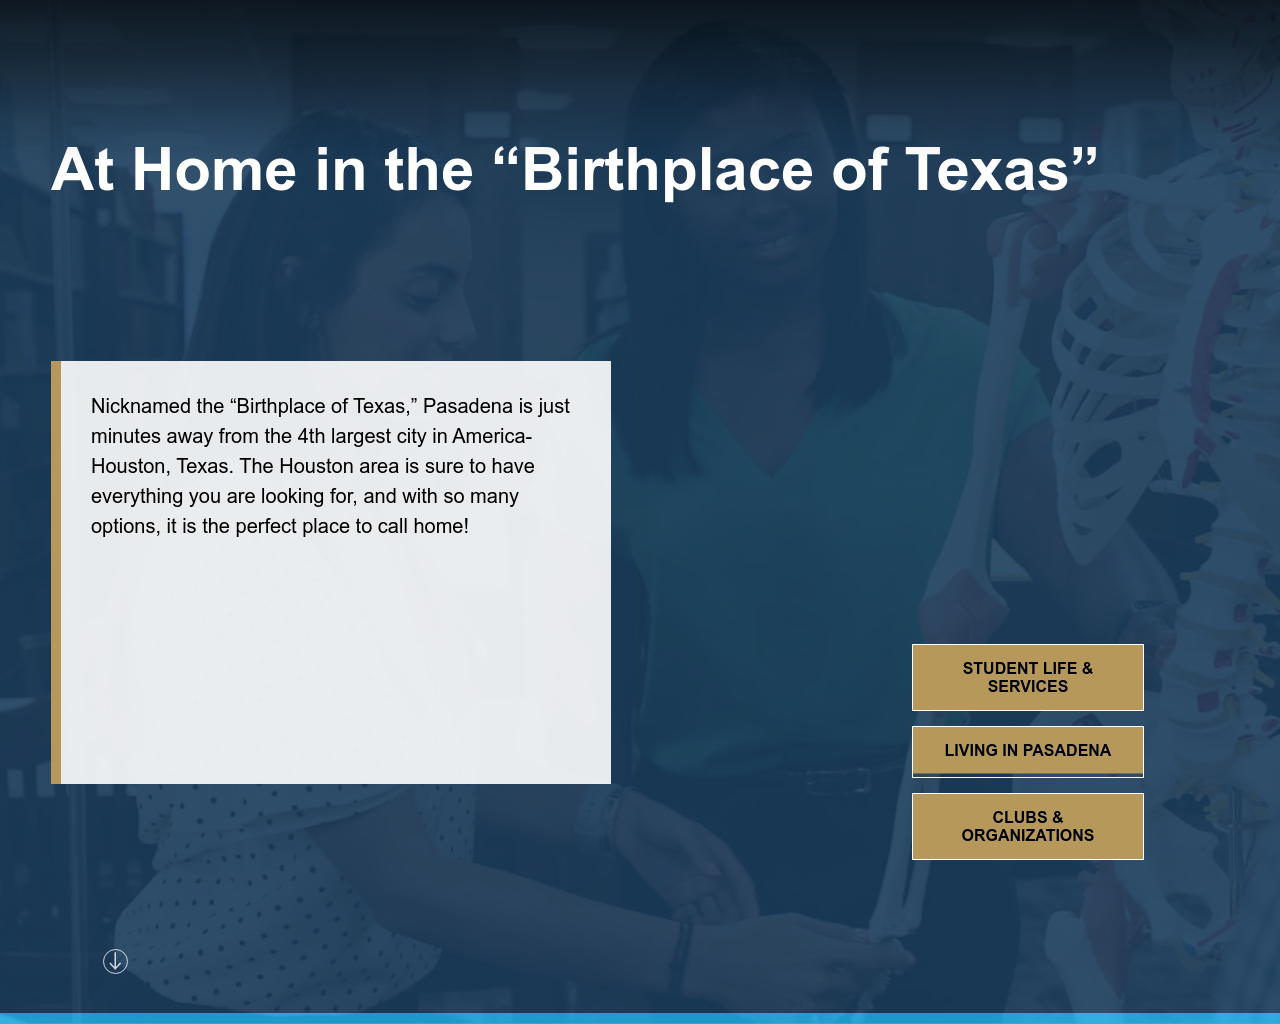 At Home in the “Birthplace of Texas”
Nicknamed the “Birthplace of Texas,” Pasadena is just
minutes away from the 4th largest city in America-
Houston, Texas. The Houston area is sure to have
everything you are looking for, and with so many
options, it is the perfect place to call home!
STUDENT LIFE &
SERVICES
LIVING IN PASADENA
CLUBS &
ORGANIZATIONS